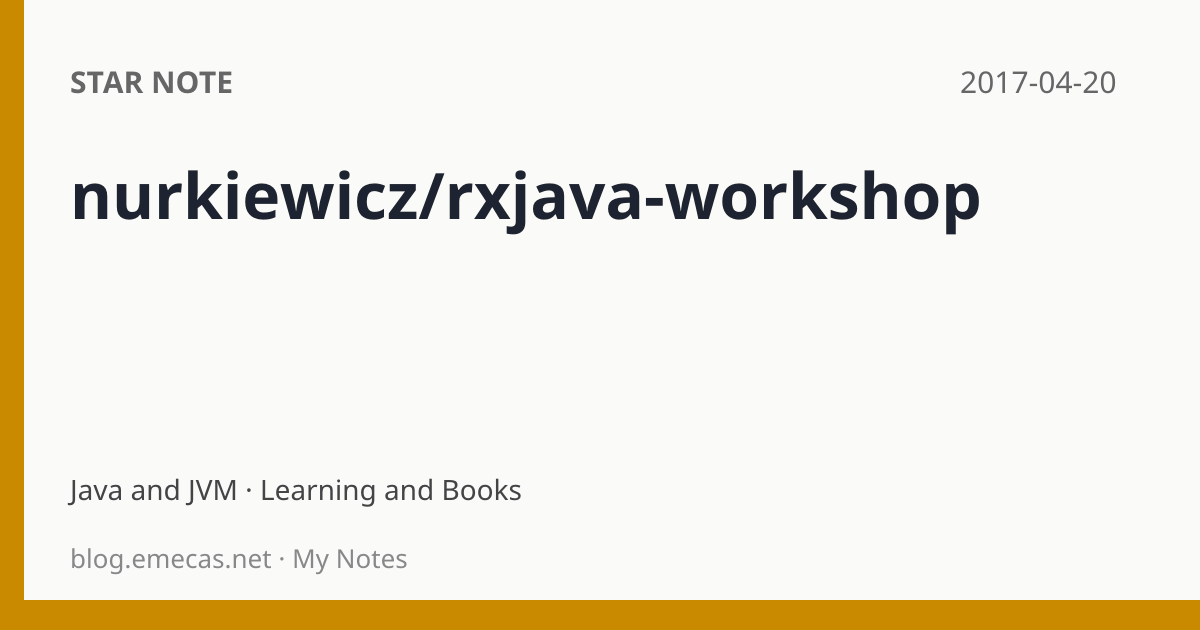 STAR NOTE 2017-04-20
nurkiewicz/rxjava-workshop
Java and JVM · Learning and Books
blog.emecas.net · My Notes